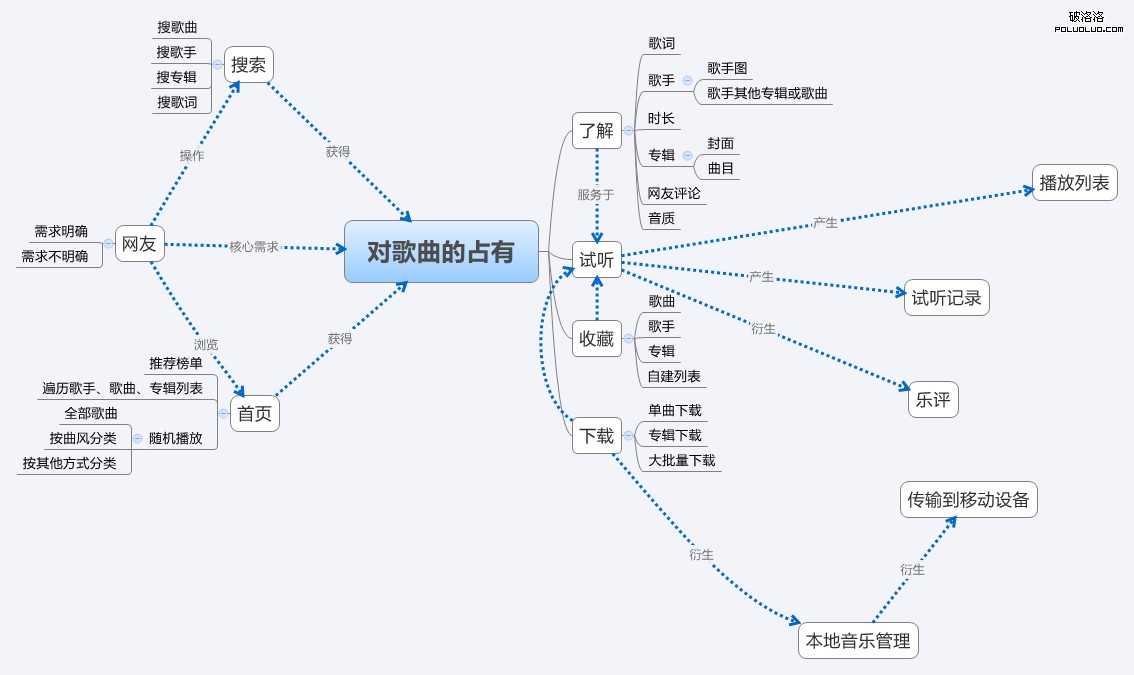 破洛洛
POLUOLUO.COM
搜歌曲
搜歌手
搜专辑
搜歌词
搜索
操作
获得
需求明确
需求不明确
网友
核心需求
对歌曲的占有
浏览
获得
推荐榜单
遍历歌手、歌曲、专辑列表
全部歌曲
按曲风分类
按其他方式分类
随机播放
首页
了解
歌词
歌手
歌手图
歌手其他专辑或歌曲
时长
专辑
封面
曲目
网友评论
音质
服务于
试听
产生
播放列表
产生
试听记录
衍生
乐评
收藏
歌曲
歌手
专辑
自建列表
下载
单曲下载
专辑下载
大批量下载
衍生
本地音乐管理
衍生
传输到移动设备